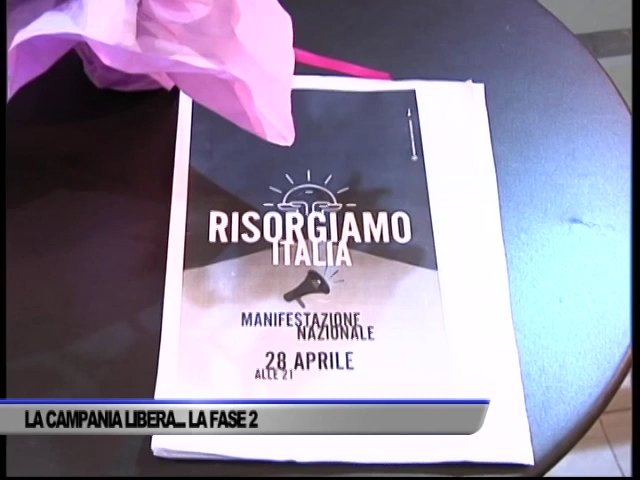 RISORGIAMO
ITALIA
MANIFESTAZIONE
NAZIONALE
28 APRILE
ALLE 21
LA CAMPANIA LIBERA... LA FASE 2